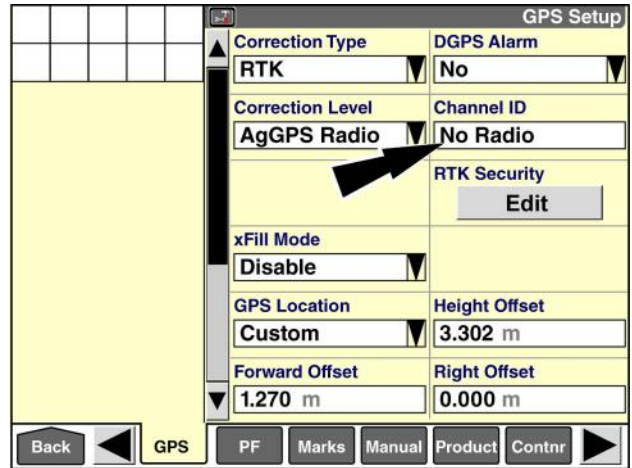 GPS Setup
Correction Type
DGPS Alarm
RTK
No
Correction Level
Channel ID
AgGPS Radio
No Radio
RTK Security
Edit
xFill Mode
Disable
GPS Location
Height Offset
Custom
3.302 m
Forward Offset
Right Offset
1.270 m
0.000 m
Back GPS PF Marks Manual Product Contnr